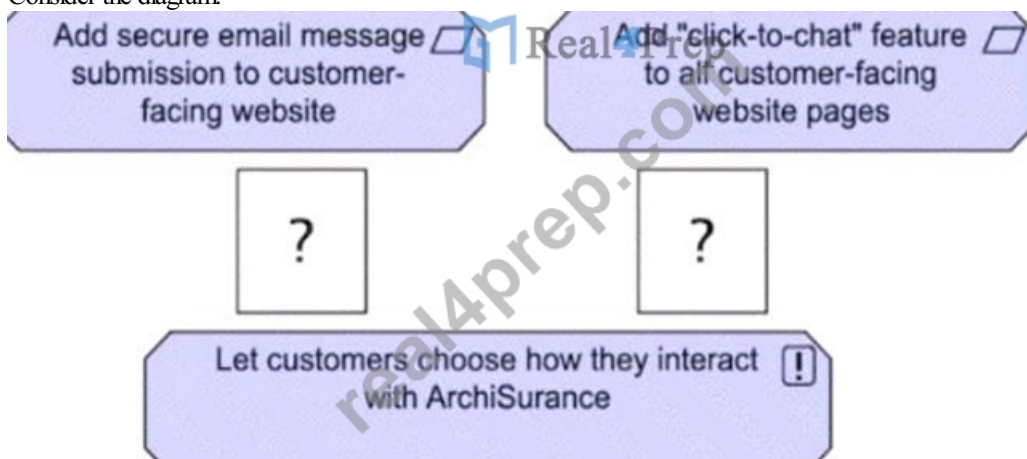 Consider the diagram.
Add secure email message
submission to customer-
facing website
Real4Prep
Add "click-to-chat" feature
to all customer-facing
website pages
?
?
real4prep.com
Let customers choose how they interact
with ArchiSurance
!